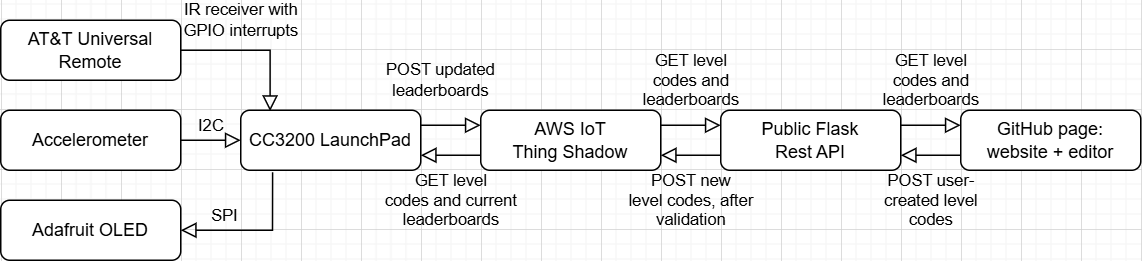 IR receiver with
GPIO interrupts
AT&T Universal
Remote
POST updated
leaderboards
GET level
codes and
leaderboards
GET level
codes and
leaderboards
Accelerometer
I2C
CC3200 LaunchPad
AWS IoT
Thing Shadow
Public Flask
Rest API
GitHub page:
website + editor
GET level
codes and current
leaderboards
POST new
level codes, after
validation
POST user-
created level
codes
Adafruit OLED
SPI